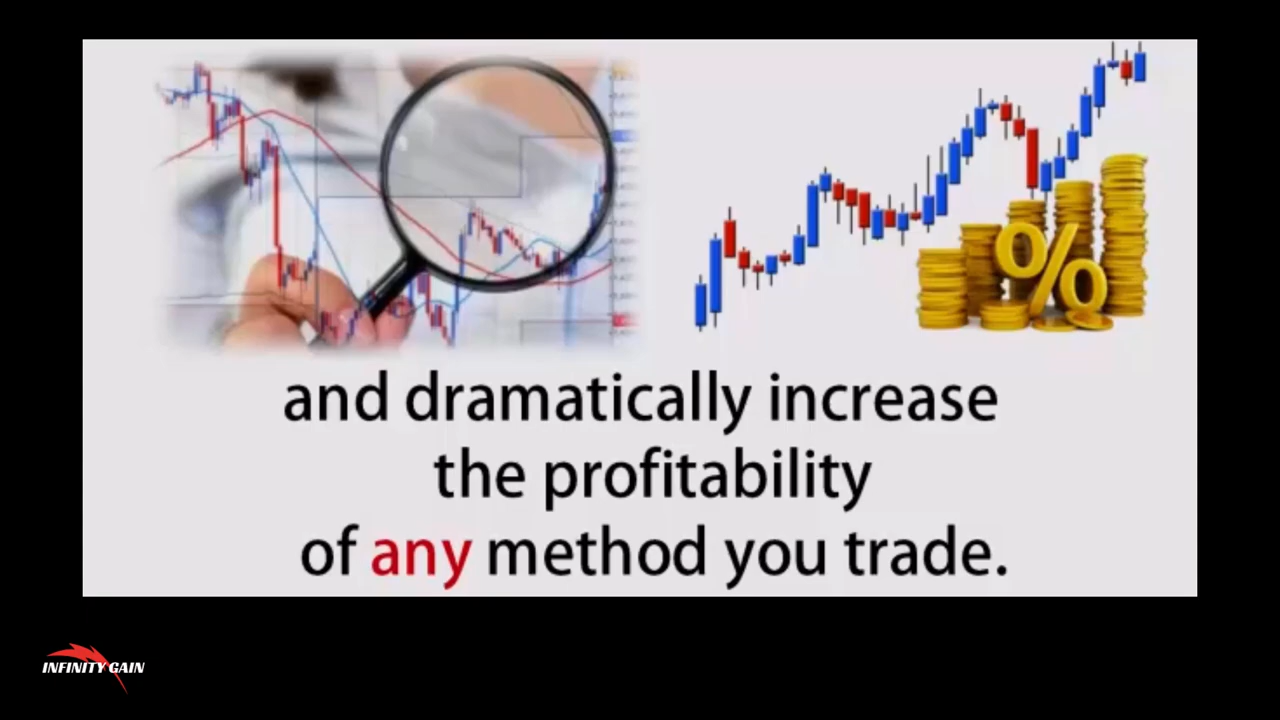 %
and dramatically increase
the profitability
of any method you trade.
INFINITY GAIN